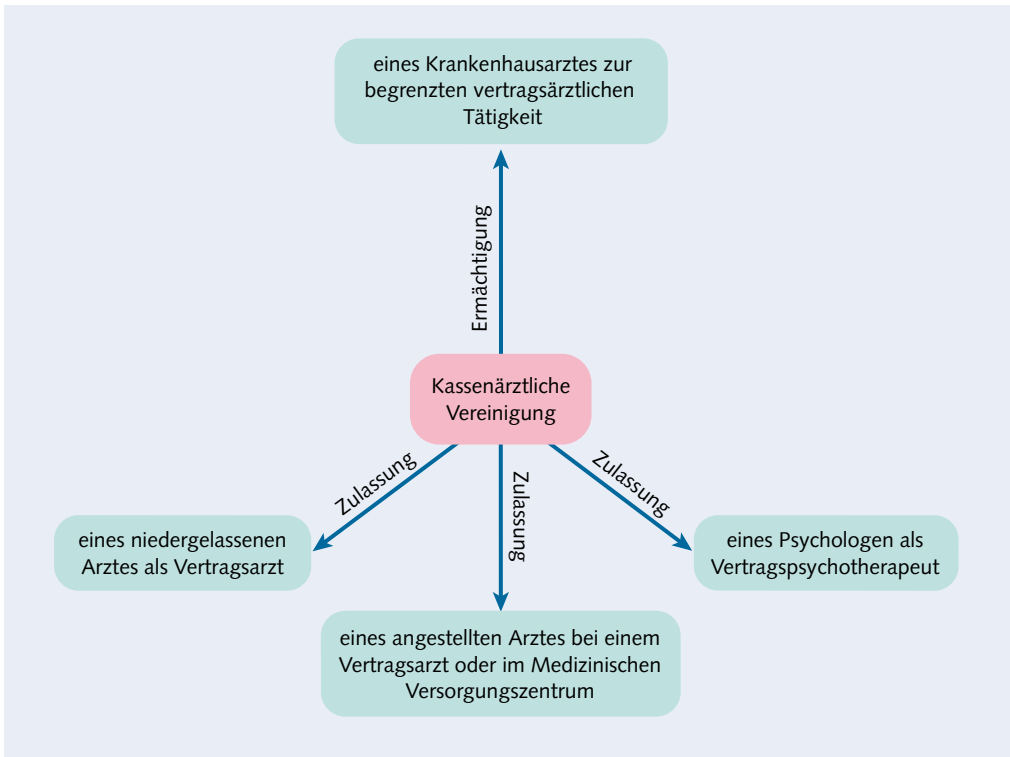 eines Krankenhausarztes zur
begrenzten vertragsärztlichen
Tätigkeit
Ermächtigung
Kassenärztliche
Vereinigung
Zulassung
Zulassung
Zulassung
eines niedergelassenen
Arztes als Vertragsarzt
eines Psychologen als
Vertragspsychotherapeut
eines angestellten Arztes bei einem
Vertragsarzt oder im Medizinischen
Versorgungszentrum